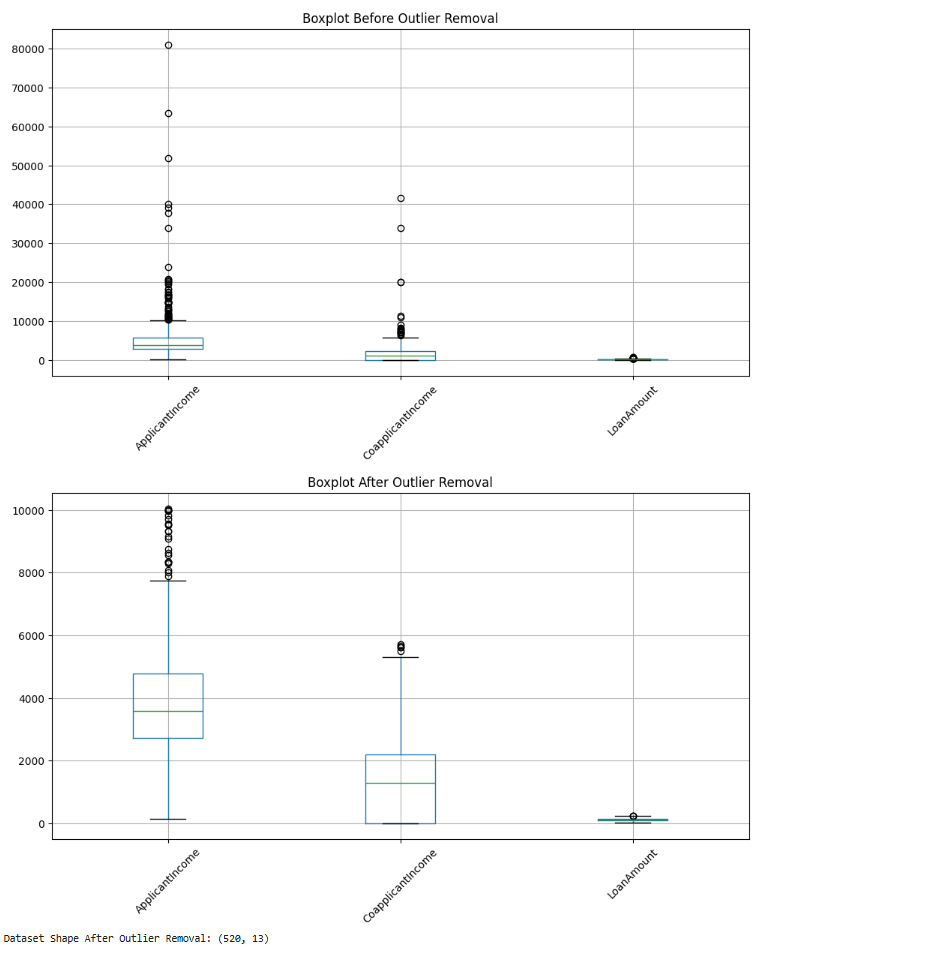 Boxplot Before Outlier Removal
80000
70000
60000
50000
40000
30000
20000
10000
0
ApplicantIncome
CoapplicantIncome
LoanAmount
Boxplot After Outlier Removal
10000
8000
6000
4000
2000
0
ApplicantIncome
CoapplicantIncome
LoanAmount
Dataset Shape After Outlier Removal: (520, 13)